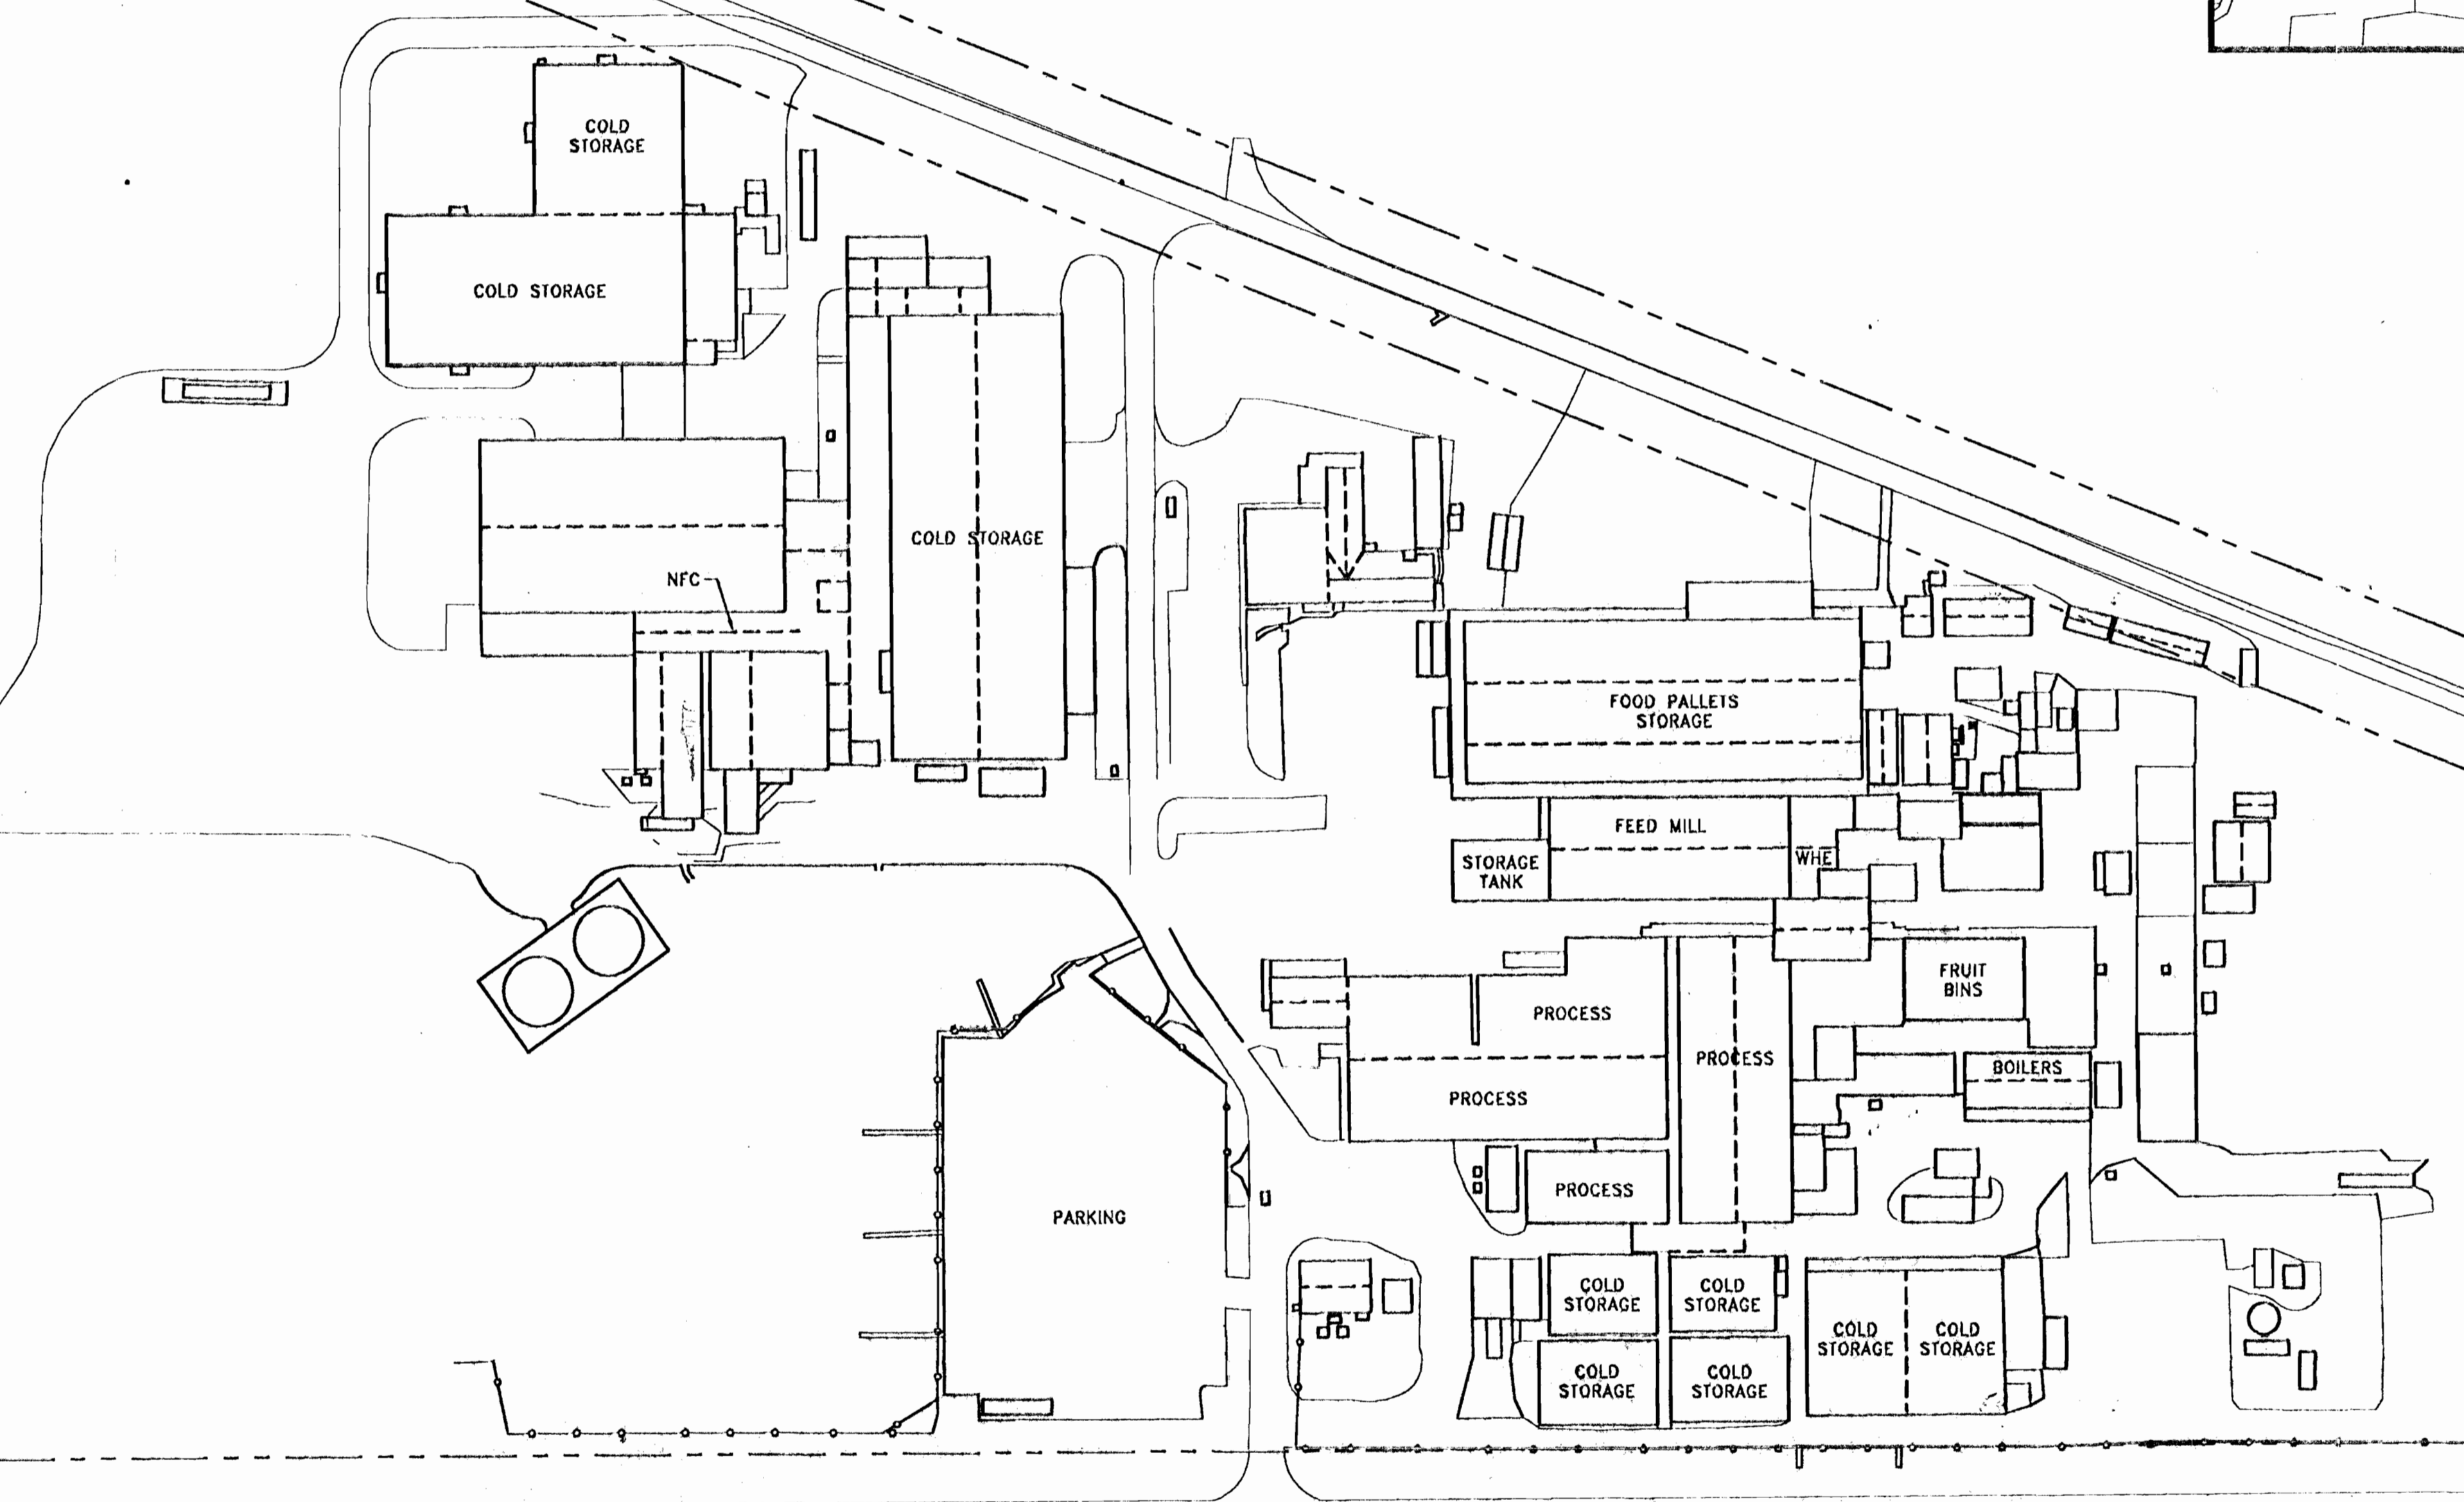 COLD
STORAGE
COLD STORAGE
COLD STORAGE
NFC
FOOD PALLETS
STORAGE
FEED MILL
STORAGE
TANK
WHE
FRUIT
BINS
PROCESS
PROCESS
BOILERS
PROCESS
PROCESS
PARKING
COLD
STORAGE
COLD
STORAGE
COLD
STORAGE
COLD
STORAGE
COLD
STORAGE
COLD
STORAGE